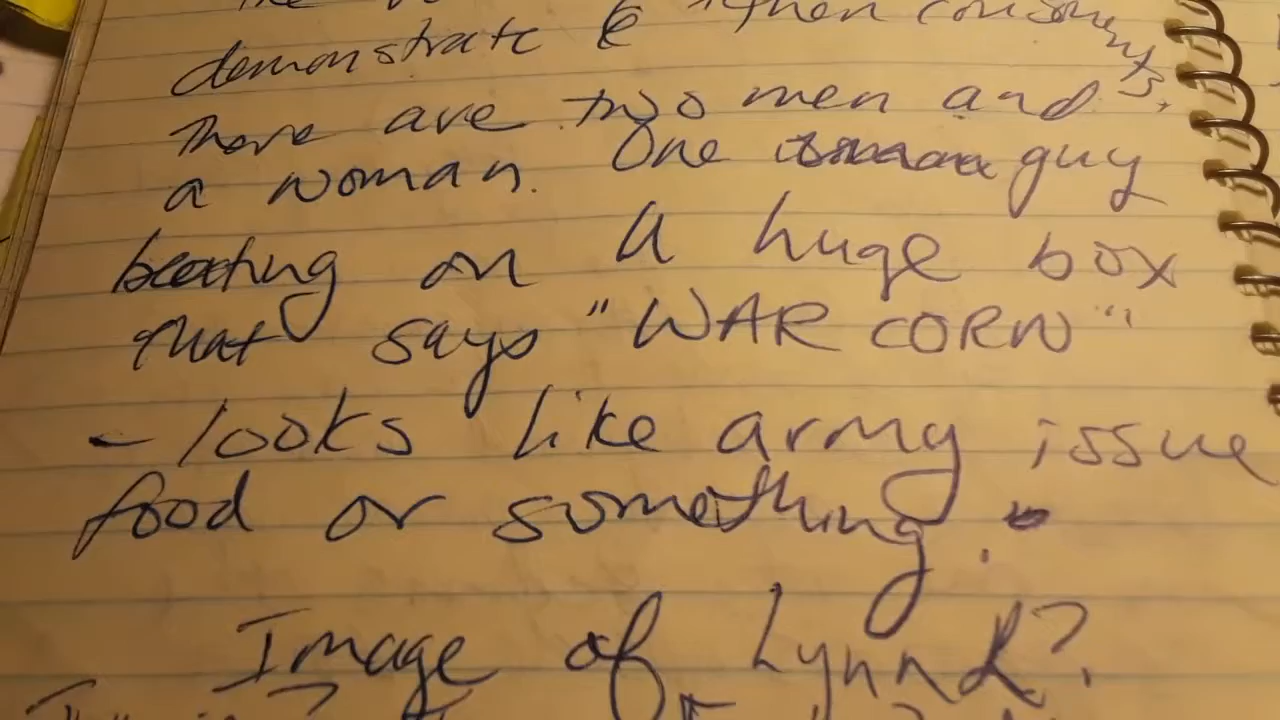 demonstrate
There are two men and
a woman. One guy
beating on a huge box
that says "WAR CORN"
- looks like army issue
food or something.
Image of Lynn L?